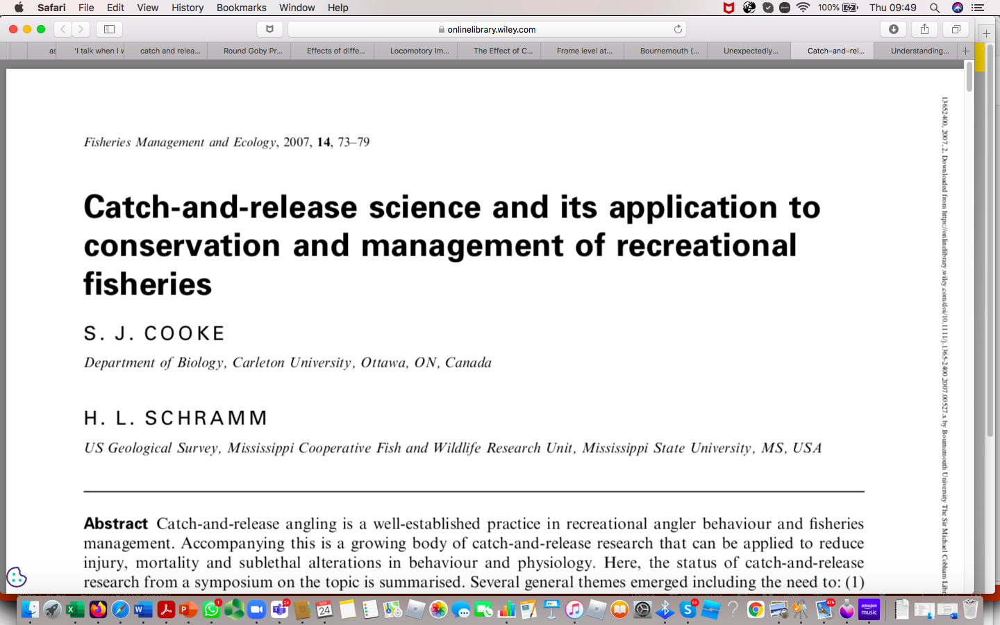 Safari File Edit View History Bookmarks Window Help 100% Thu 09:49
onlinelibrary.wiley.com
as 'I talk when I w catch and relea... Round Goby Pr... Effects of diffe... Locomotory Im... The Effect of C... Frome level at... Bournemouth (... Unexpectedly... Catch-and-rel... Understanding...
Fisheries Management and Ecology, 2007, 14, 73–79
Catch-and-release science and its application to
conservation and management of recreational
fisheries
S. J. COOKE
Department of Biology, Carleton University, Ottawa, ON, Canada
H. L. SCHRAMM
US Geological Survey, Mississippi Cooperative Fish and Wildlife Research Unit, Mississippi State University, MS, USA
Abstract Catch-and-release angling is a well-established practice in recreational angler behaviour and fisheries
management. Accompanying this is a growing body of catch-and-release research that can be applied to reduce
injury, mortality and sublethal alterations in behaviour and physiology. Here, the status of catch-and-release
research from a symposium on the topic is summarised. Several general themes emerged including the need to: (1)
13652400, 2007, 2, Downloaded from https://onlinelibrary.wiley.com/doi/10.1111/j.1365-2400.2007.00527.x by Bournemouth University The Sir Michael Cobham Libr
1 23 NOV 24 65 476
amazon music